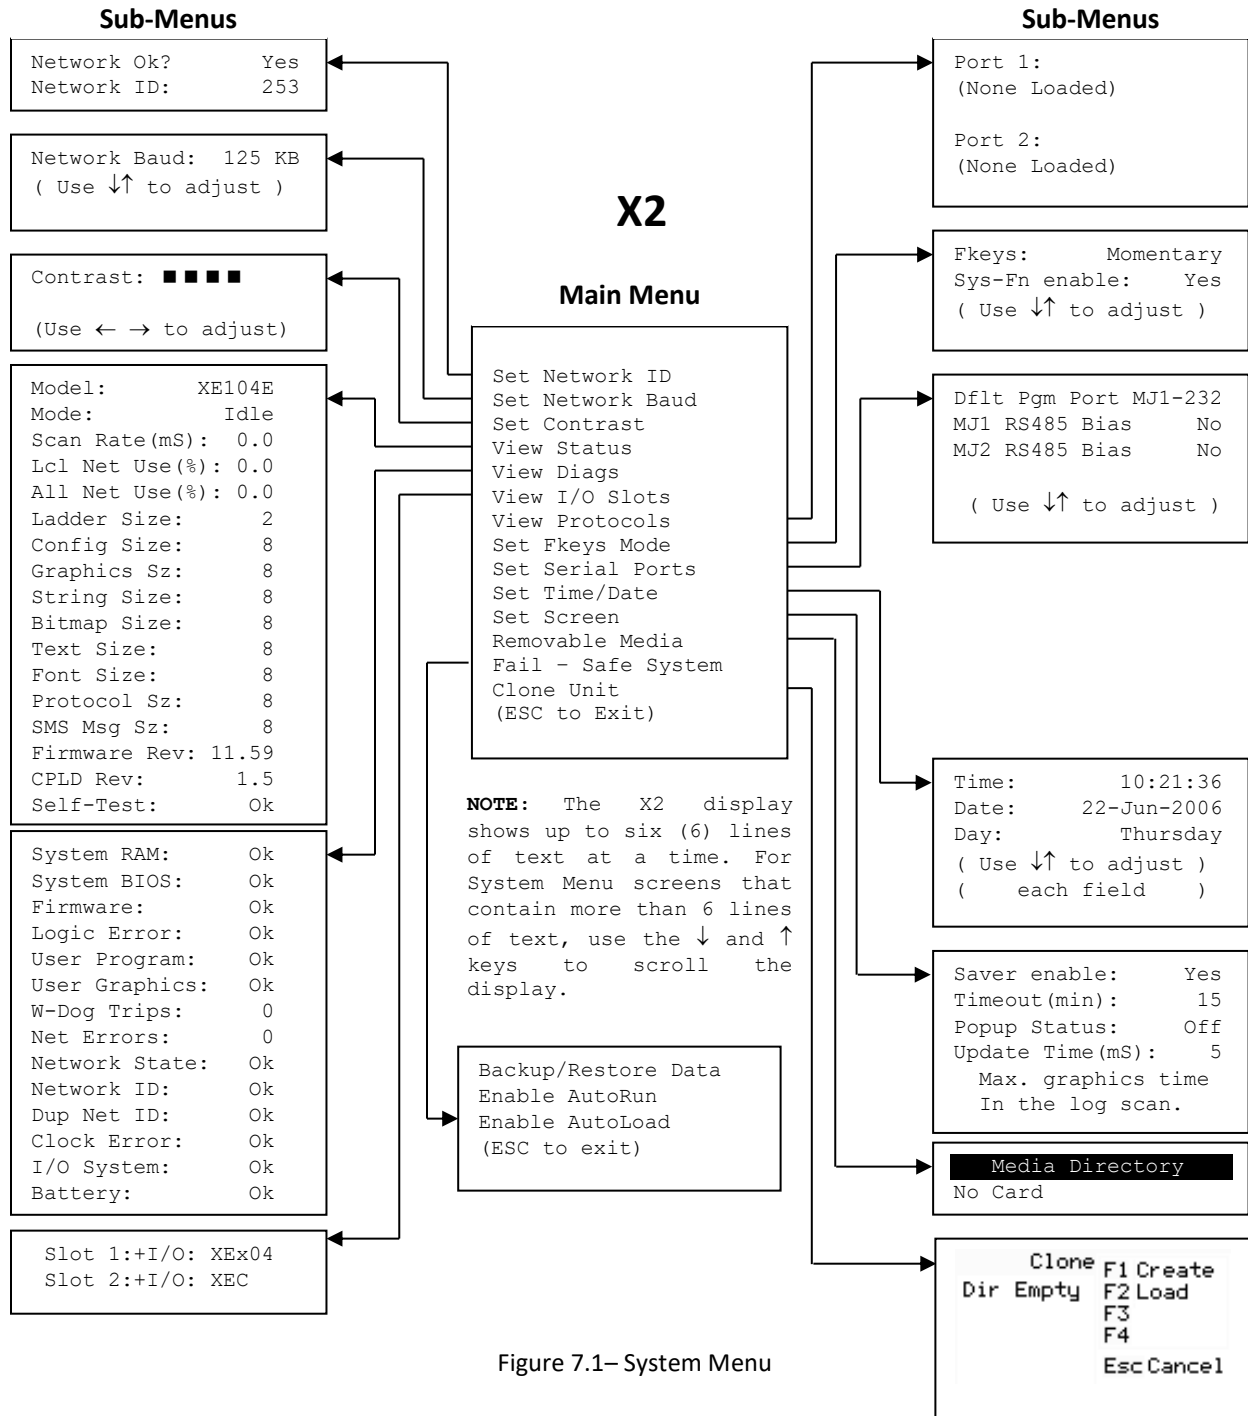 Sub-Menus
Network Ok? Yes
Network ID: 253
Network Baud: 125 KB
( Use ↓↑ to adjust )
Contrast: ■ ■ ■ ■
(Use ← → to adjust)
Model: XE104E
Mode: Idle
Scan Rate(mS): 0.0
Lcl Net Use(%): 0.0
All Net Use(%): 0.0
Ladder Size: 2
Config Size: 8
Graphics Sz: 8
String Size: 8
Bitmap Size: 8
Text Size: 8
Font Size: 8
Protocol Sz: 8
SMS Msg Sz: 8
Firmware Rev: 11.59
CPLD Rev: 1.5
Self-Test: Ok
System RAM: Ok
System BIOS: Ok
Firmware: Ok
Logic Error: Ok
User Program: Ok
User Graphics: Ok
W-Dog Trips: 0
Net Errors: 0
Network State: Ok
Network ID: Ok
Dup Net ID: Ok
Clock Error: Ok
I/O System: Ok
Battery: Ok
Slot 1:+I/O: XEx04
Slot 2:+I/O: XEC
X2
Main Menu
Set Network ID
Set Network Baud
Set Contrast
View Status
View Diags
View I/O Slots
View Protocols
Set Fkeys Mode
Set Serial Ports
Set Time/Date
Set Screen
Removable Media
Fail – Safe System
Clone Unit
(ESC to Exit)
NOTE: The X2 display
shows up to six (6) lines
of text at a time. For
System Menu screens that
contain more than 6 lines
of text, use the ↓ and ↑
keys to scroll the
display.
Backup/Restore Data
Enable AutoRun
Enable AutoLoad
(ESC to exit)
Sub-Menus
Port 1:
(None Loaded)
Port 2:
(None Loaded)
Fkeys: Momentary
Sys-Fn enable: Yes
( Use ↓↑ to adjust )
Dflt Pgm Port MJ1-232
MJ1 RS485 Bias No
MJ2 RS485 Bias No
( Use ↓↑ to adjust )
Time: 10:21:36
Date: 22-Jun-2006
Day: Thursday
( Use ↓↑ to adjust )
( each field )
Saver enable: Yes
Timeout(min): 15
Popup Status: Off
Update Time(mS): 5
Max. graphics time
In the log scan.
Media Directory
No Card
Clone F1 Create
Dir Empty F2 Load
F3
F4
Esc Cancel
Figure 7.1– System Menu